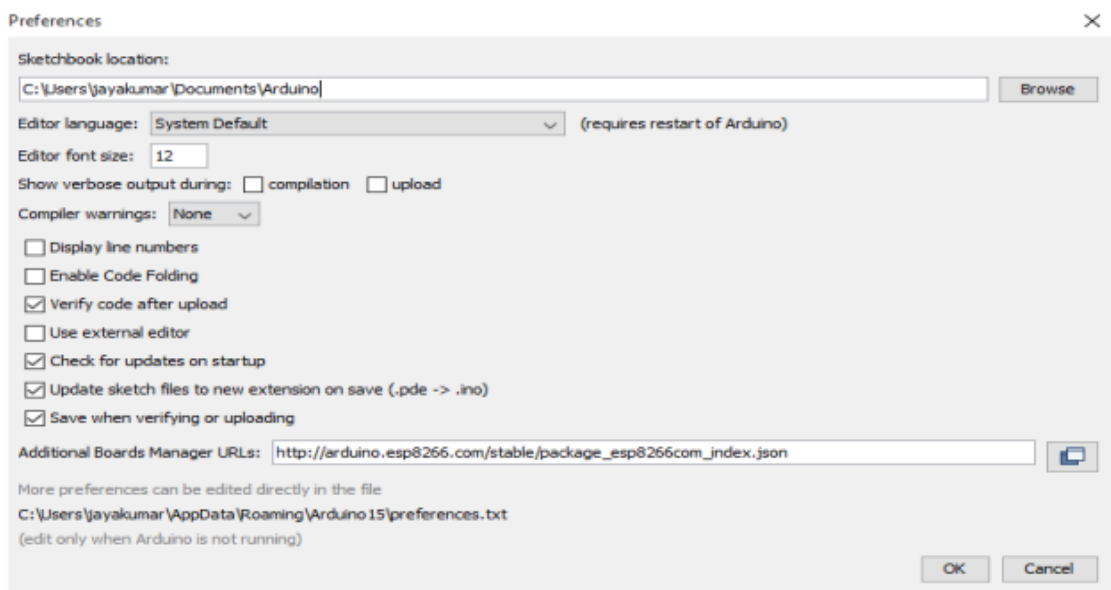 Preferences
Sketchbook location:
C:\Users\jayakumar\Documents\Arduino Browse
Editor language: System Default (requires restart of Arduino)
Editor font size: 12
Show verbose output during: compilation upload
Compiler warnings: None
Display line numbers
Enable Code Folding
Verify code after upload
Use external editor
Check for updates on startup
Update sketch files to new extension on save (.pde -> .ino)
Save when verifying or uploading
Additional Boards Manager URLs: http://arduino.esp8266.com/stable/package_esp8266com_index.json
More preferences can be edited directly in the file
C:\Users\jayakumar\AppData\Roaming\Arduino15\preferences.txt
(edit only when Arduino is not running)
OK Cancel